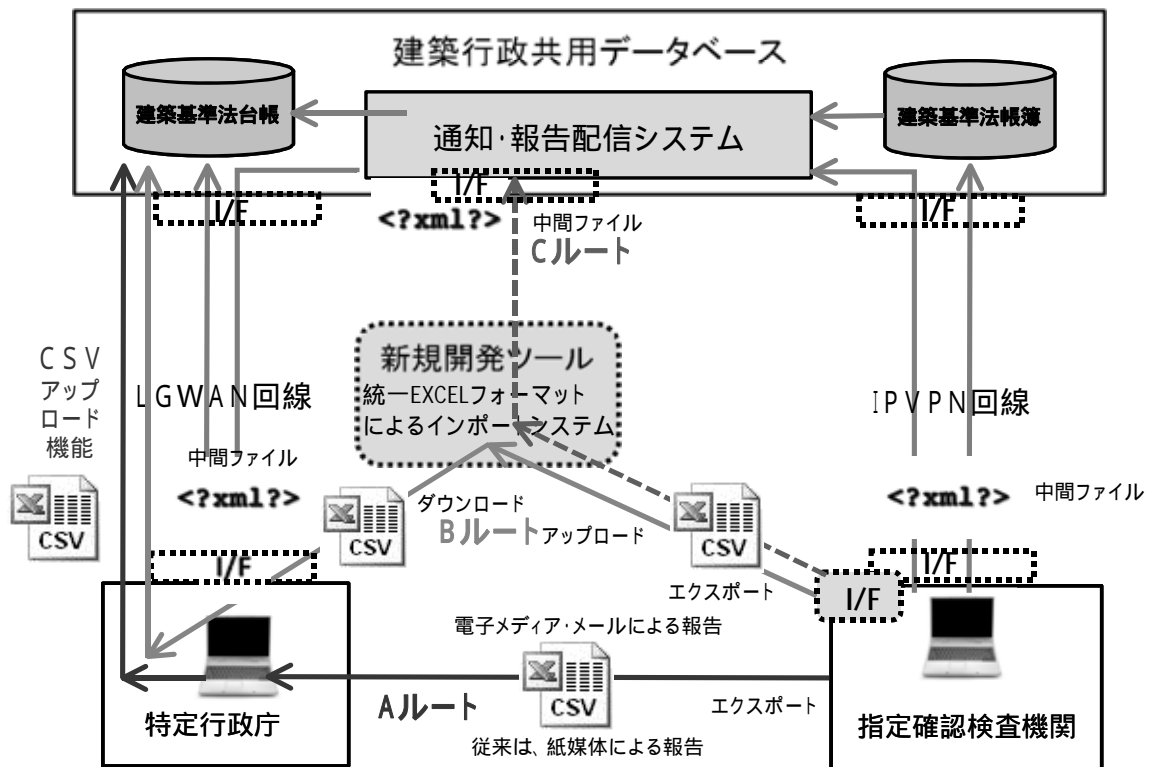 建築行政共用データベース
建築基準法台帳
通知・報告配信システム
建築基準法帳簿
I/F
I/F
I/F
<?xml?>
中間ファイル
Cルート
新規開発ツール
統一EXCELフォーマット
によるインポートシステム
CSV
アップ
ロード
機能
LGWAN回線
IPVPN回線
中間ファイル
<?xml?>
<?xml?>
中間ファイル
CSV
CSV
ダウンロード
Bルート
アップロード
CSV
I/F
I/F
I/F
エクスポート
電子メディア・メールによる報告
CSV
Aルート
エクスポート
従来は、紙媒体による報告
特定行政庁
指定確認検査機関